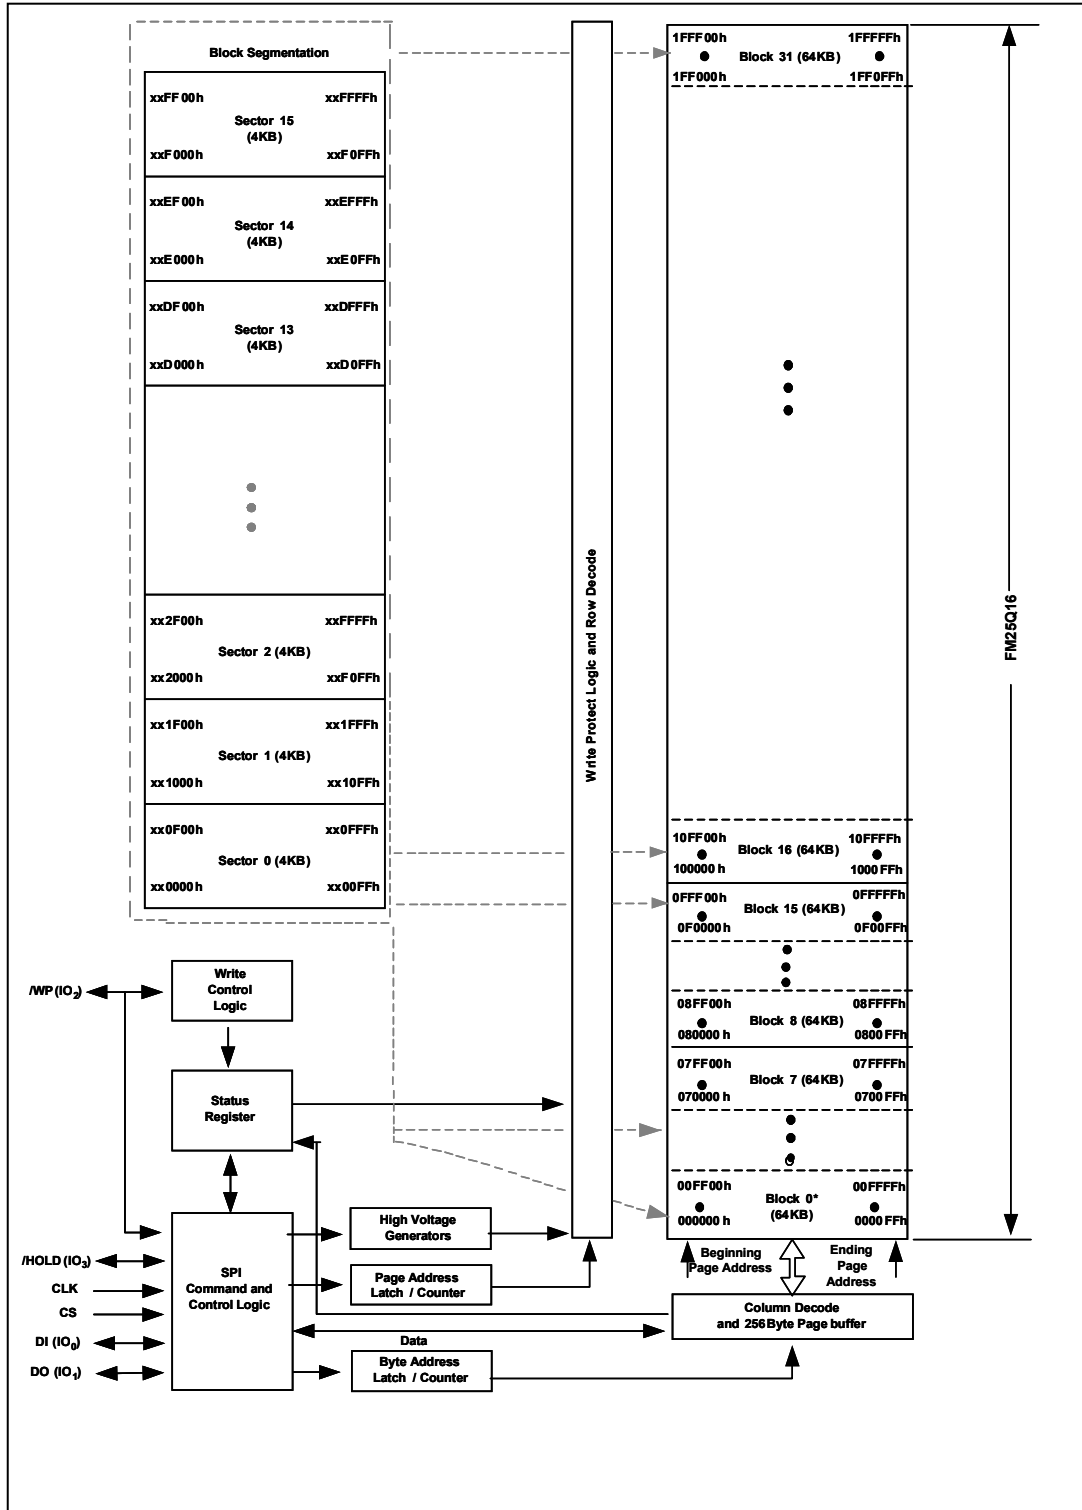 Block Segmentation
xxFF00h xxFFFFh
Sector 15
(4KB)
xxF000h xxF0FFh
xxEF00h xxEFFFh
Sector 14
(4KB)
xxE000h xxE0FFh
xxDF00h xxDFFFh
Sector 13
(4KB)
xxD000h xxD0FFh
xx2F00h xxFFFFh
Sector 2 (4KB)
xx2000h xxF0FFh
xx1F00h xx1FFFh
Sector 1 (4KB)
xx1000h xx10FFh
xx0F00h xx0FFFh
Sector 0 (4KB)
xx0000h xx00FFh
Write Protect Logic and Row Decode
1FFF00h 1FFFFFh
Block 31 (64KB)
1FF000h 1FF0FFh
10FF00h 10FFFFh
Block 16 (64KB)
100000h 1000FFh
0FFF00h 0FFFFFh
Block 15 (64KB)
0F0000h 0F00FFh
08FF00h 08FFFFh
Block 8 (64KB)
080000h 0800FFh
07FF00h 07FFFFh
Block 7 (64KB)
070000h 0700FFh
00FF00h 00FFFFh
Block 0*
(64KB)
000000h 0000FFh
FM25Q16
Beginning
Page Address
Ending
Page
Address
Column Decode
and 256Byte Page buffer
/WP(IO2)
Write
Control
Logic
Status
Register
High Voltage
Generators
/HOLD(IO3)
CLK
CS
DI (IO0)
DO (IO1)
SPI
Command and
Control Logic
Page Address
Latch / Counter
Data
Byte Address
Latch / Counter